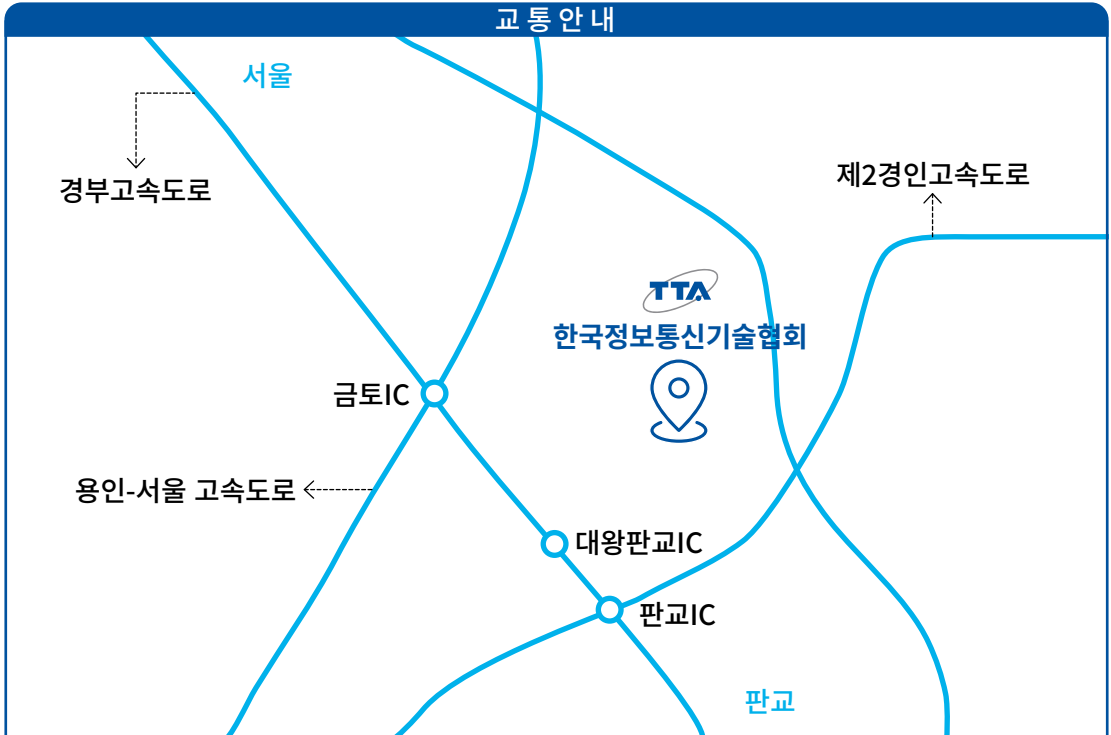 교통안내
서울
경부고속도로
제2경인고속도로
TTA
한국정보통신기술협회
금토IC
용인-서울 고속도로
대왕판교IC
판교IC
판교